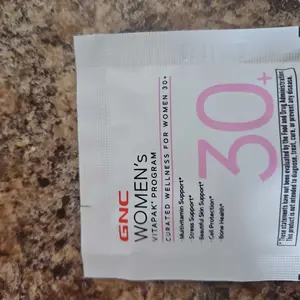 GNC
WOMEN's
VITAPAK® PROGRAM
CURATED WELLNESS FOR WOMEN 30+
•Multivitamin Support*
•Stress Support*
•Beautiful Skin Support*
•Cell Protection*
•Bone Health*
30+
*These statements have not been evaluated by the Food and Drug Administration.
This product is not intended to diagnose, treat, cure, or prevent any disease.